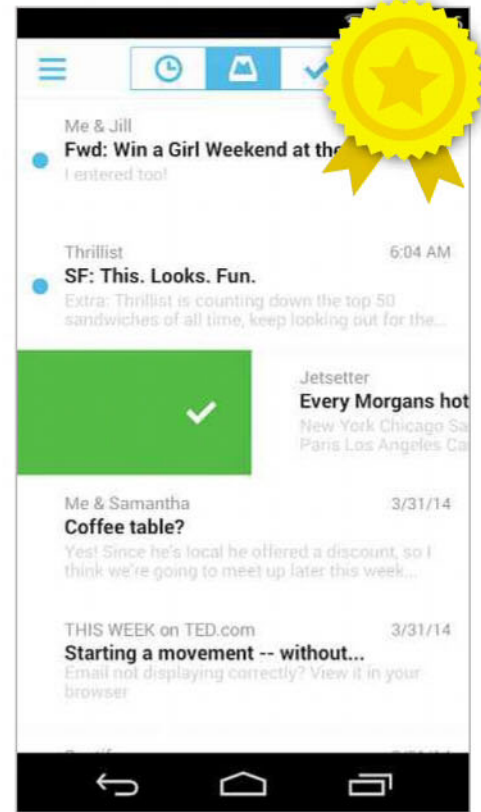 Me & Jill
Fwd: Win a Girl Weekend at the
I entered too!
Thrillist 6:04 AM
SF: This. Looks. Fun.
Extra: Thrillist is counting down the top 50
sandwiches of all time, keep looking out for the...
Jetsetter
Every Morgans hot
New York Chicago Sa
Paris Los Angeles Ca
Me & Samantha 3/31/14
Coffee table?
Yes! Since he's local he offered a discount, so I
think we're going to meet up later this week...
THIS WEEK on TED.com 3/31/14
Starting a movement -- without...
Email not displaying correctly? View it in your
browser